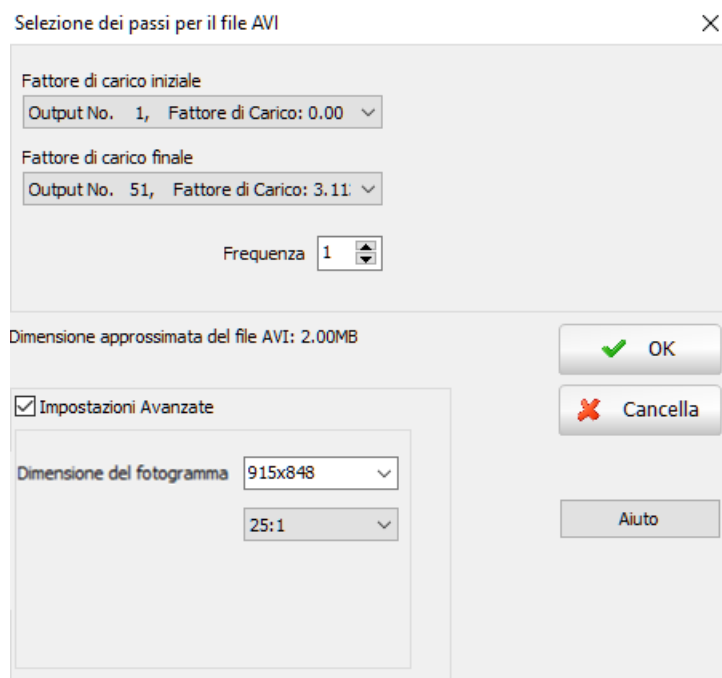 Selezione dei passi per il file AVI
Fattore di carico iniziale
Output No. 1, Fattore di Carico: 0.00
Fattore di carico finale
Output No. 51, Fattore di Carico: 3.11
Frequenza 1
Dimensione approssimata del file AVI: 2.00MB
OK
Impostazioni Avanzate
Cancella
Dimensione del fotogramma 915x848
25:1
Aiuto